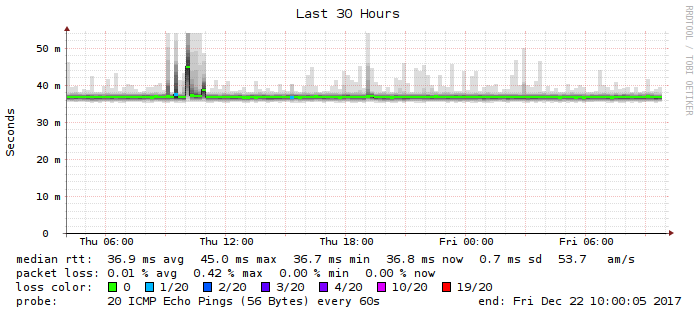 Last 30 Hours
RRDTOOL / TOBI OETIKER
Seconds
50 m
40 m
30 m
20 m
10 m
0
Thu 06:00 Thu 12:00 Thu 18:00 Fri 00:00 Fri 06:00
median rtt: 36.9 ms avg 45.0 ms max 36.7 ms min 36.8 ms now 0.7 ms sd 53.7 am/s
packet loss: 0.01 % avg 0.42 % max 0.00 % min 0.00 % now
loss color: 0 1/20 2/20 3/20 4/20 10/20 19/20
probe: 20 ICMP Echo Pings (56 Bytes) every 60s end: Fri Dec 22 10:00:05 2017